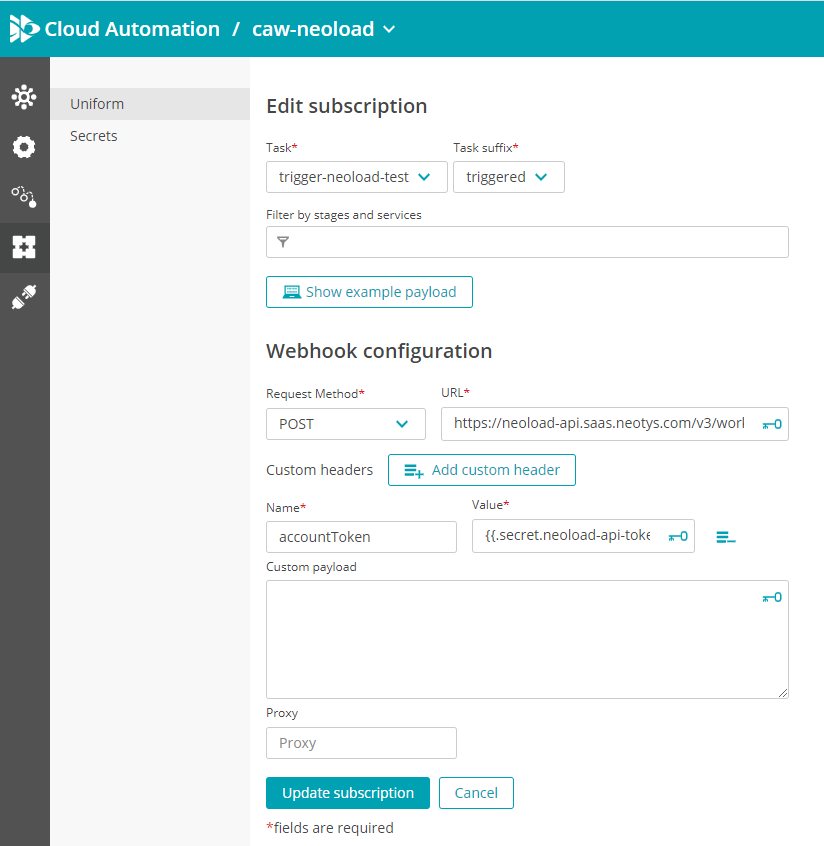 Cloud Automation / caw-neoload
Uniform
Secrets
Edit subscription
Task* Task suffix*
trigger-neoload-test triggered
Filter by stages and services
Show example payload
Webhook configuration
Request Method* URL*
POST https://neoload-api.saas.neotys.com/v3/worl
Custom headers Add custom header
Name* Value*
accountToken {{.secret.neoload-api-toke
Custom payload
Proxy
Proxy
Update subscription Cancel
*fields are required